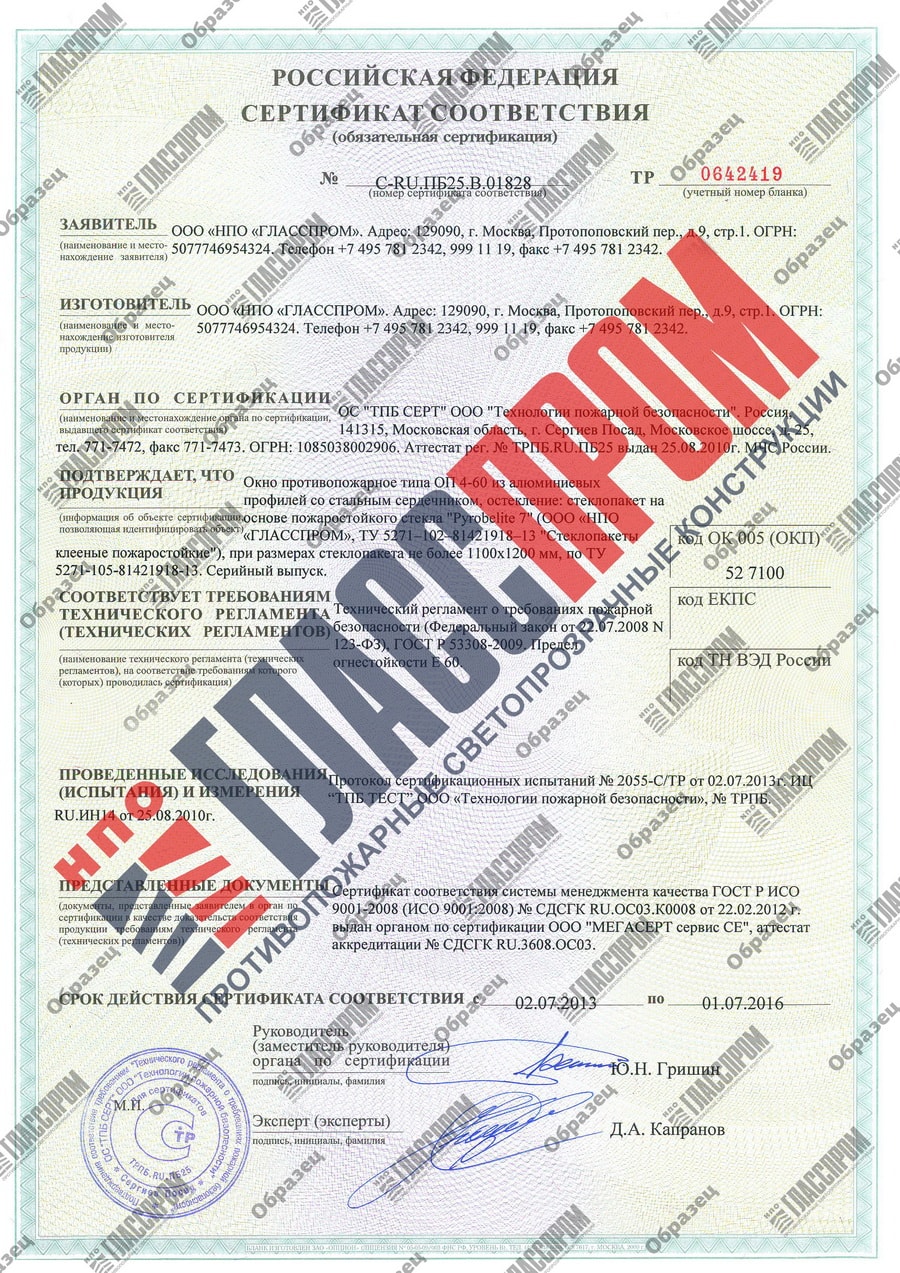 РОССИЙСКАЯ ФЕДЕРАЦИЯ
СЕРТИФИКАТ СООТВЕТСТВИЯ
(обязательная сертификация)
№ C-RU.ПБ25.В.01828
(номер сертификата соответствия)
ТР 0642419
(учетный номер бланка)
ЗАЯВИТЕЛЬ
(наименование и место-
нахождение заявителя)
ООО «НПО «ГЛАССПРОМ». Адрес: 129090, г. Москва, Протопоповский пер., д.9, стр.1. ОГРН:
5077746954324. Телефон +7 495 781 2342, 999 11 19, факс +7 495 781 2342.
ИЗГОТОВИТЕЛЬ
(наименование и место-
нахождение изготовителя
продукции)
ООО «НПО «ГЛАССПРОМ». Адрес: 129090, г. Москва, Протопоповский пер., д.9, стр.1. ОГРН:
5077746954324. Телефон +7 495 781 2342, 999 11 19, факс +7 495 781 2342.
ОРГАН ПО СЕРТИФИКАЦИИ
(наименование и местонахождение органа по сертификации,
выдавшего сертификат соответствия)
ОС "ТПБ СЕРТ" ООО "Технологии пожарной безопасности". Россия,
141315, Московская область, г. Сергиев Посад, Московское шоссе, д. 25,
тел. 771-7472, факс 771-7473. ОГРН: 1085038002906. Аттестат рег. № ТРПБ.RU.ПБ25 выдан 25.08.2010г. МЧС России.
ПОДТВЕРЖДАЕТ, ЧТО
ПРОДУКЦИЯ
(информация об объекте сертификации,
позволяющая идентифицировать объект)
Окно противопожарное типа ОП 4-60 из алюминиевых
профилей со стальным сердечником, остекление: стеклопакет на
основе пожаростойкого стекла "Pyrobelite 7" (ООО «НПО
«ГЛАССПРОМ», ТУ 5271–102–81421918–13 "Стеклопакеты
клееные пожаростойкие"), при размерах стеклопакета не более 1100x1200 мм, по ТУ
5271-105-81421918-13. Серийный выпуск.
код ОК 005 (ОКП)
52 7100
код ЕКПС
код ТН ВЭД России
СООТВЕТСТВУЕТ ТРЕБОВАНИЯМ
ТЕХНИЧЕСКОГО РЕГЛАМЕНТА
(ТЕХНИЧЕСКИХ РЕГЛАМЕНТОВ)
(наименование технического регламента (технических
регламентов), на соответствие требованиям которого
(которых) проводилась сертификация)
Технический регламент о требованиях пожарной
безопасности (Федеральный закон от 22.07.2008 N
123-ФЗ), ГОСТ Р 53308-2009. Предел
огнестойкости Е 60.
ПРОВЕДЕННЫЕ ИССЛЕДОВАНИЯ
(ИСПЫТАНИЯ) И ИЗМЕРЕНИЯ
Протокол сертификационных испытаний № 2055-С/ТР от 02.07.2013г. ИЦ
“ТПБ ТЕСТ” ООО «Технологии пожарной безопасности», № ТРПБ.
RU.ИН14 от 25.08.2010г.
ПРЕДСТАВЛЕННЫЕ ДОКУМЕНТЫ
(документы, представленные заявителем в орган по
сертификации в качестве доказательств соответствия
продукции требованиям технического регламента
(технических регламентов))
Сертификат соответствия системы менеджмента качества ГОСТ Р ИСО
9001-2008 (ИСО 9001:2008) № СДСГК RU.ОС03.К0008 от 22.02.2012 г.
выдан органом по сертификации ООО "МЕГАСЕРТ сервис СЕ", аттестат
аккредитации № СДСГК RU.3608.ОС03.
СРОК ДЕЙСТВИЯ СЕРТИФИКАТА СООТВЕТСТВИЯ с 02.07.2013 по 01.07.2016
Руководитель
(заместитель руководителя)
органа по сертификации
подпись, инициалы, фамилия
Ю.Н. Гришин
М.П.
Эксперт (эксперты)
подпись, инициалы, фамилия
Д.А. Капранов
НПО ГЛАССПРОМ
ПРОТИВОПОЖАРНЫЕ СВЕТОПРОЗРАЧНЫЕ КОНСТРУКЦИИ
Образец